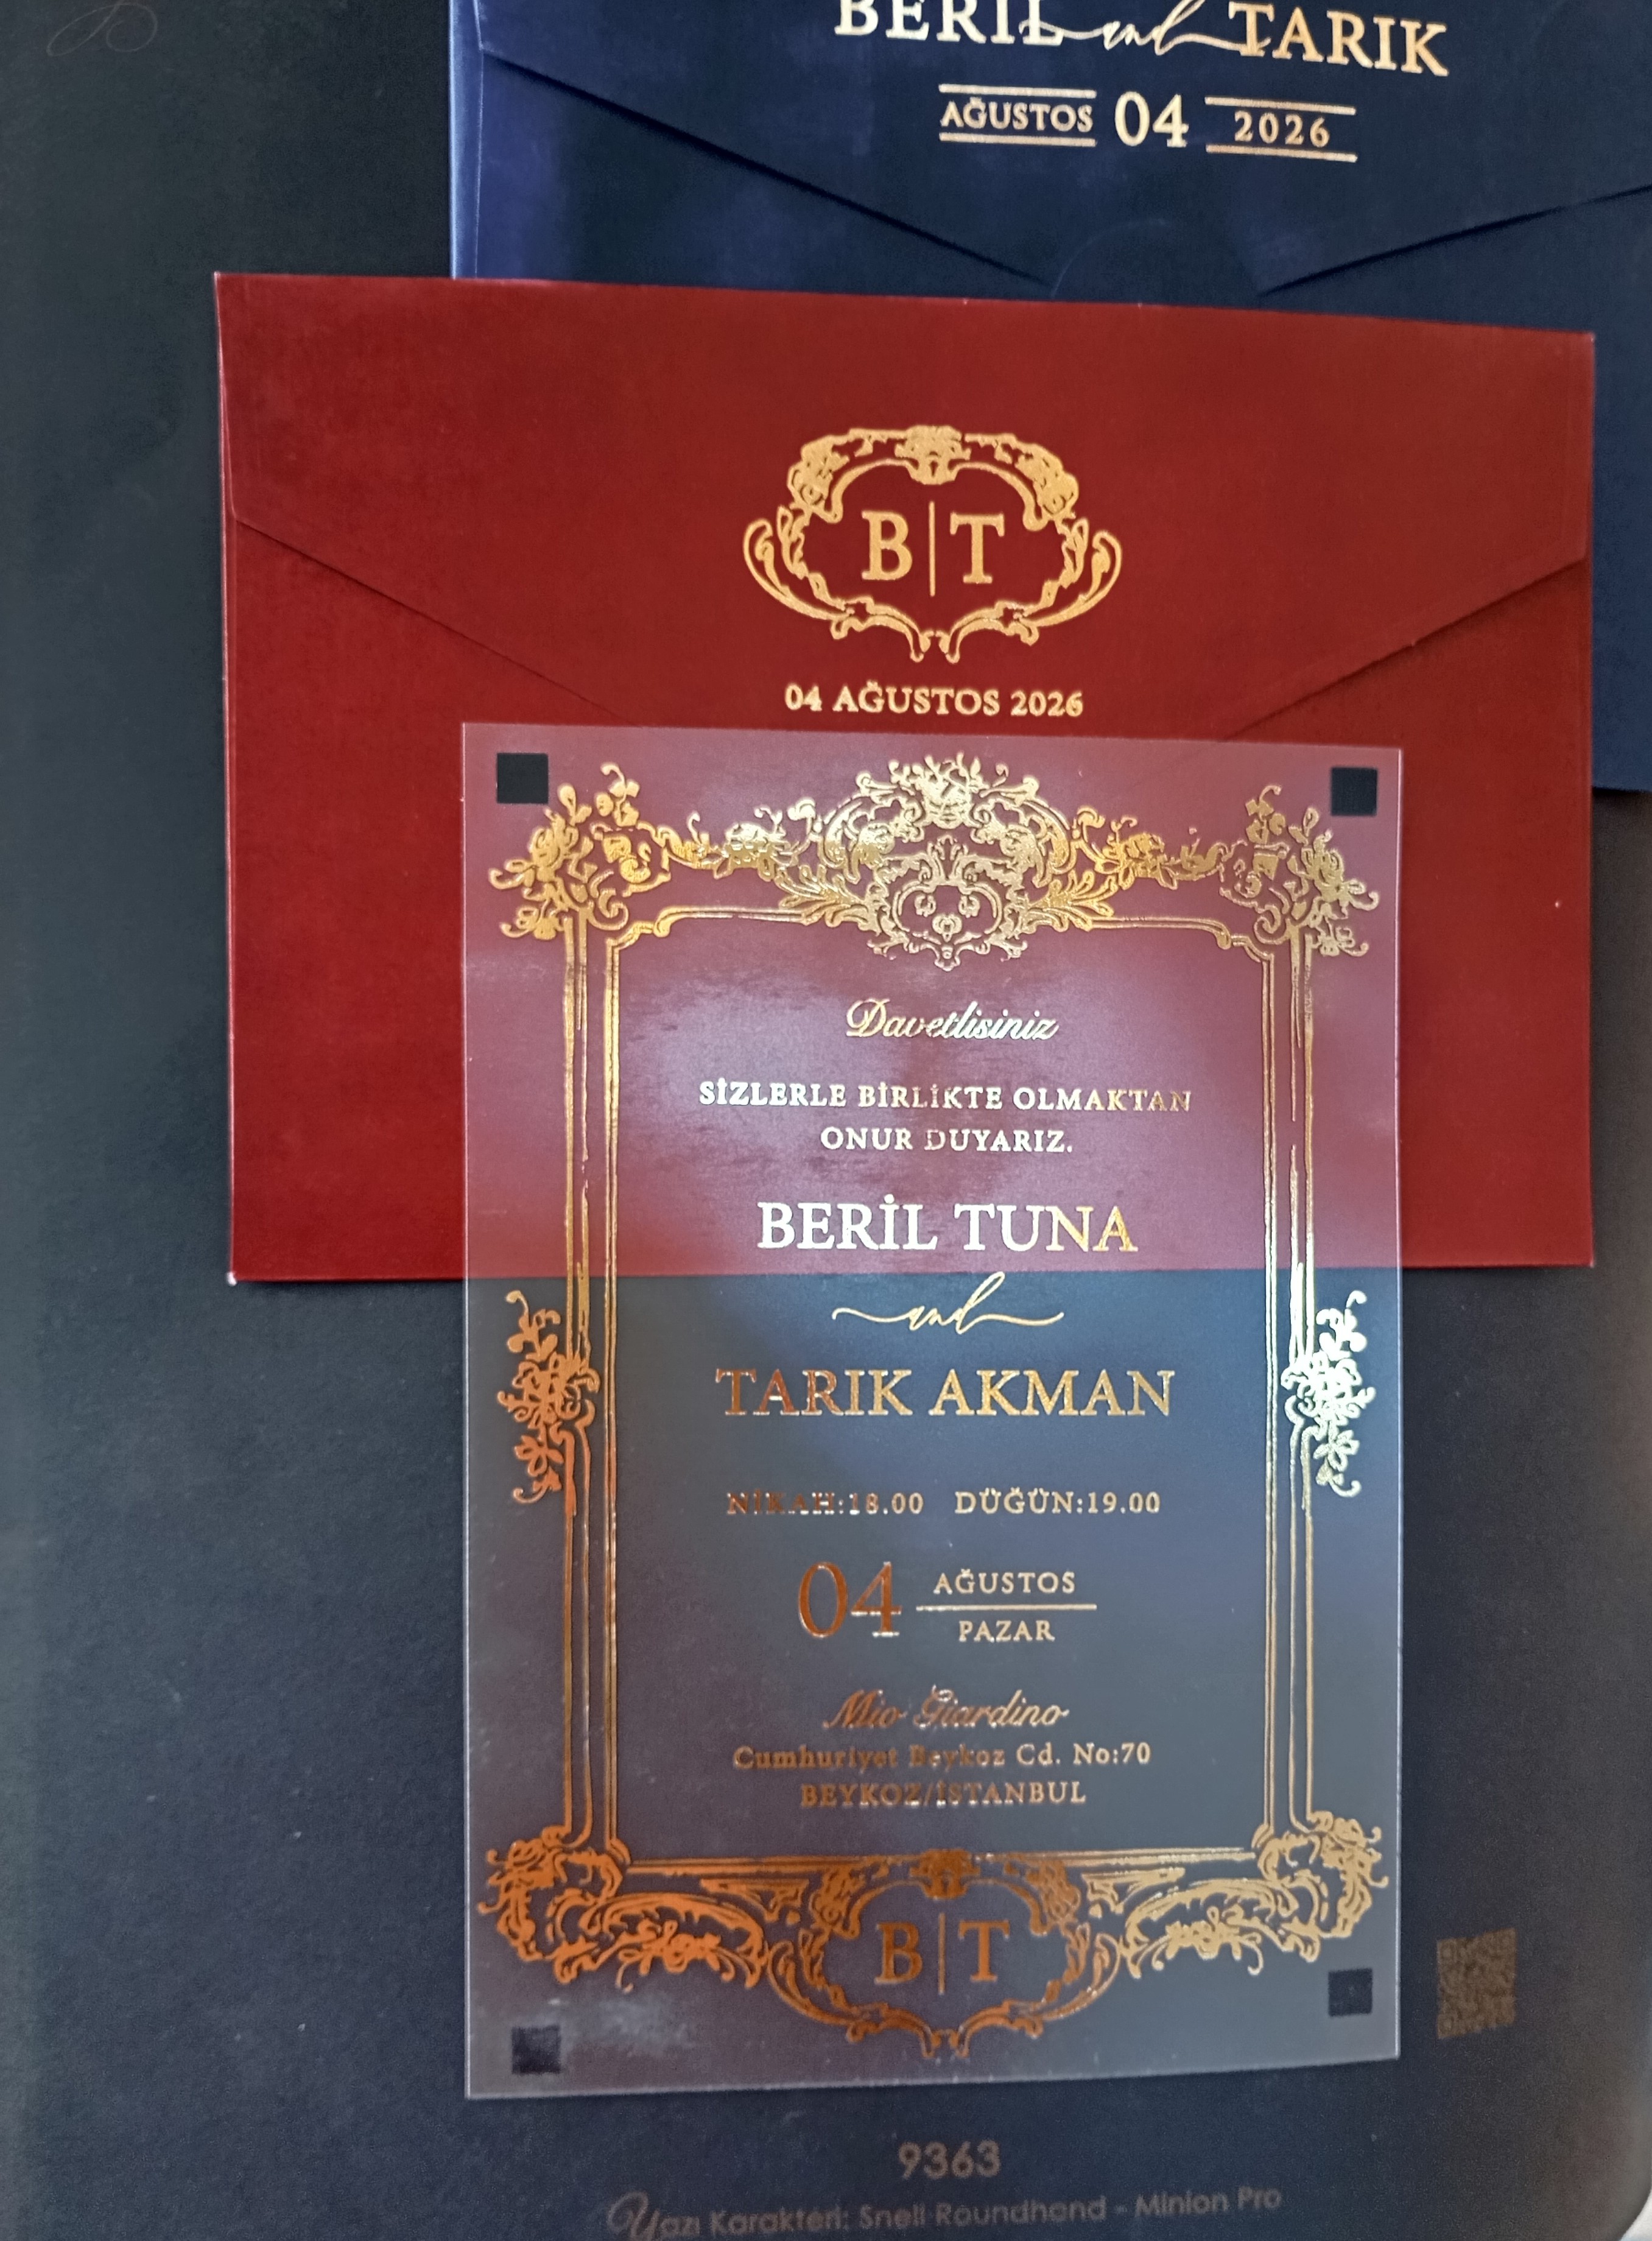 BERİL and TARIK
AĞUSTOS 04 2026
B|T
04 AĞUSTOS 2026
Davetlisiniz
SİZLERLE BİRLİKTE OLMAKTAN
ONUR DUYARIZ.
BERİL TUNA
and
TARIK AKMAN
NİKAH:18.00 DÜĞÜN:19.00
04 AĞUSTOS
PAZAR
Mio Giardino
Cumhuriyet Beykoz Cd. No:70
BEYKOZ/İSTANBUL
B|T
9363
Yazı Karakteri: Snell Roundhand - Minion Pro